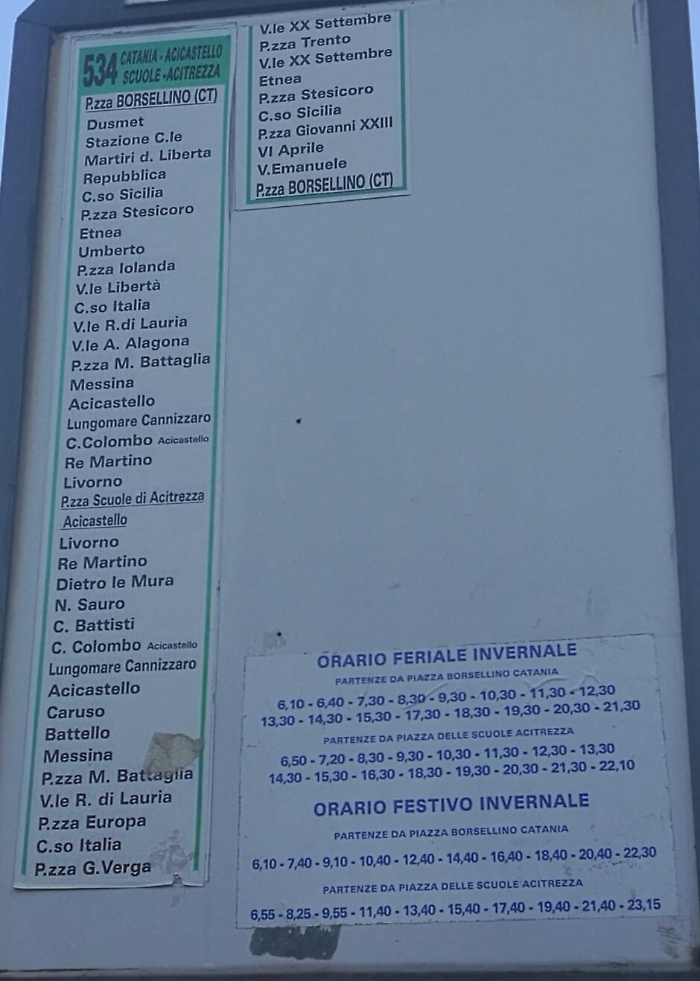 534 CATANIA - ACICASTELLO
SCUOLE - ACITREZZA
P.zza BORSELLINO (CT)
Dusmet
Stazione C.le
Martiri d. Liberta
Repubblica
C.so Sicilia
P.zza Stesicoro
Etnea
Umberto
P.zza Iolanda
V.le Libertà
C.so Italia
V.le R.di Lauria
V.le A. Alagona
P.zza M. Battaglia
Messina
Acicastello
Lungomare Cannizzaro
C.Colombo Acicastello
Re Martino
Livorno
P.zza Scuole di Acitrezza
Acicastello
Livorno
Re Martino
Dietro le Mura
N. Sauro
C. Battisti
C. Colombo Acicastello
Lungomare Cannizzaro
Acicastello
Caruso
Battello
Messina
P.zza M. Battaglia
V.le R. di Lauria
P.zza Europa
C.so Italia
P.zza G.Verga
V.le XX Settembre
P.zza Trento
V.le XX Settembre
Etnea
P.zza Stesicoro
C.so Sicilia
P.zza Giovanni XXIII
VI Aprile
V.Emanuele
P.zza BORSELLINO (CT)
ORARIO FERIALE INVERNALE
PARTENZE DA PIAZZA BORSELLINO CATANIA
6,10 - 6,40 - 7,30 - 8,30 - 9,30 - 10,30 - 11,30 - 12,30
13,30 - 14,30 - 15,30 - 17,30 - 18,30 - 19,30 - 20,30 - 21,30
PARTENZE DA PIAZZA DELLE SCUOLE ACITREZZA
6,50 - 7,20 - 8,30 - 9,30 - 10,30 - 11,30 - 12,30 - 13,30
14,30 - 15,30 - 16,30 - 18,30 - 19,30 - 20,30 - 21,30 - 22,10
ORARIO FESTIVO INVERNALE
PARTENZE DA PIAZZA BORSELLINO CATANIA
6,10 - 7,40 - 9,10 - 10,40 - 12,40 - 14,40 - 16,40 - 18,40 - 20,40 - 22,30
PARTENZE DA PIAZZA DELLE SCUOLE ACITREZZA
6,55 - 8,25 - 9,55 - 11,40 - 13,40 - 15,40 - 17,40 - 19,40 - 21,40 - 23,15